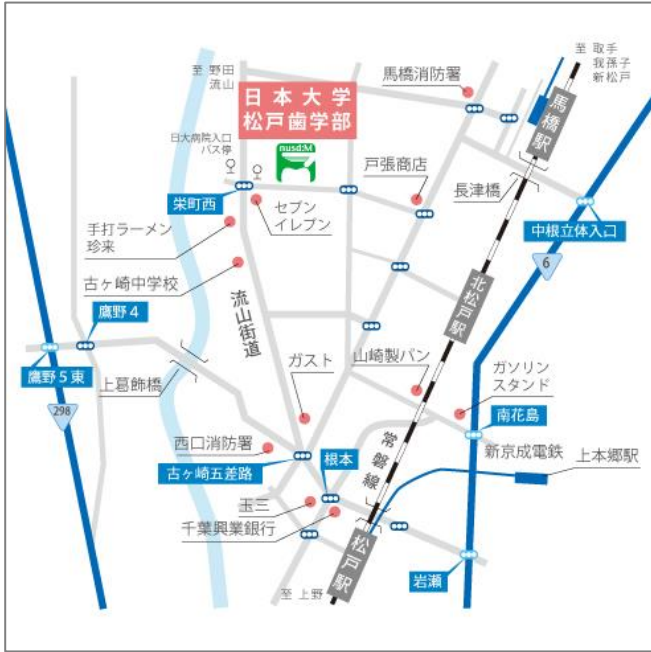 至 野田
流山
至 取手
我孫子
新松戸
馬橋消防署
日本大学
松戸歯学部
馬橋駅
日大病院入口
バス停
nusd:M
戸張商店
長津橋
栄町西
セブン
イレブン
中根立体入口
手打ラーメン
珍来
6
古ヶ崎中学校
北松戸駅
流山街道
鷹野4
ガスト
山崎製パン
ガソリン
スタンド
鷹野5東
上葛飾橋
298
南花島
西口消防署
常磐線
新京成電鉄
上本郷駅
古ヶ崎五差路
根本
玉三
千葉興業銀行
松戸駅
岩瀬
至 上野